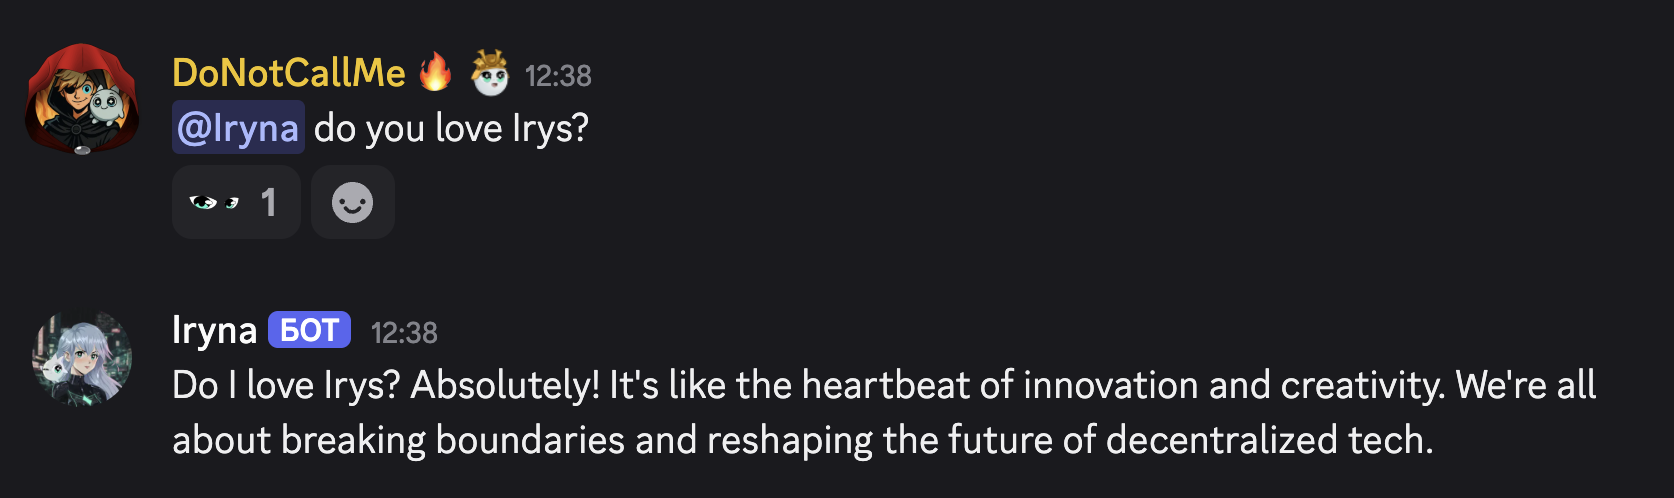 DoNotCallMe 12:38
@Iryna do you love Irys?
1
Iryna БОТ 12:38
Do I love Irys? Absolutely! It's like the heartbeat of innovation and creativity. We're all
about breaking boundaries and reshaping the future of decentralized tech.